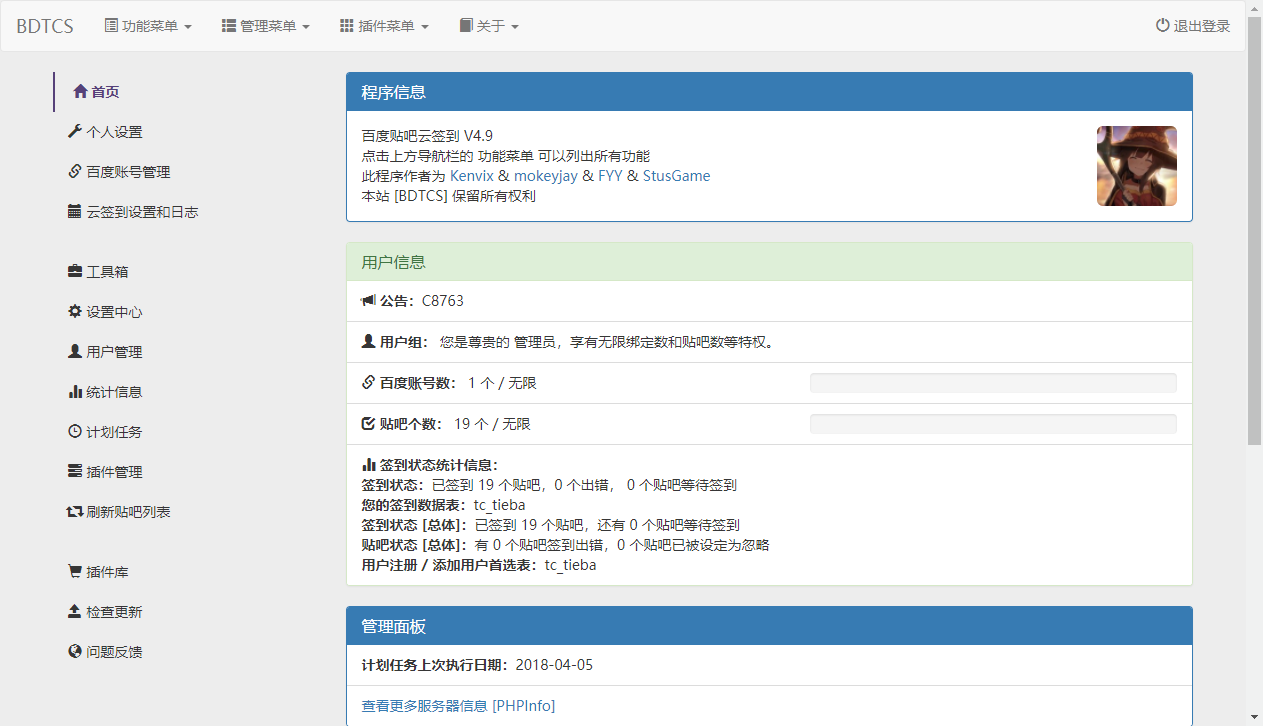 BDTCS 功能菜单 管理菜单 插件菜单 关于 退出登录
首页
个人设置
百度账号管理
云签到设置和日志
工具箱
设置中心
用户管理
统计信息
计划任务
插件管理
刷新贴吧列表
插件库
检查更新
问题反馈
程序信息
百度贴吧云签到 V4.9
点击上方导航栏的 功能菜单 可以列出所有功能
此程序作者为 Kenvix & mokeyjay & FYY & StusGame
本站 [BDTCS] 保留所有权利
用户信息
公告：C8763
用户组： 您是尊贵的 管理员，享有无限绑定数和贴吧数等特权。
百度账号数： 1 个 / 无限
贴吧个数： 19 个 / 无限
签到状态统计信息：
签到状态：已签到 19 个贴吧，0 个出错， 0 个贴吧等待签到
您的签到数据表：tc_tieba
签到状态 [总体]：已签到 19 个贴吧，还有 0 个贴吧等待签到
贴吧状态 [总体]：有 0 个贴吧签到出错，0 个贴吧已被设定为忽略
用户注册 / 添加用户首选表：tc_tieba
管理面板
计划任务上次执行日期：2018-04-05
查看更多服务器信息 [PHPInfo]